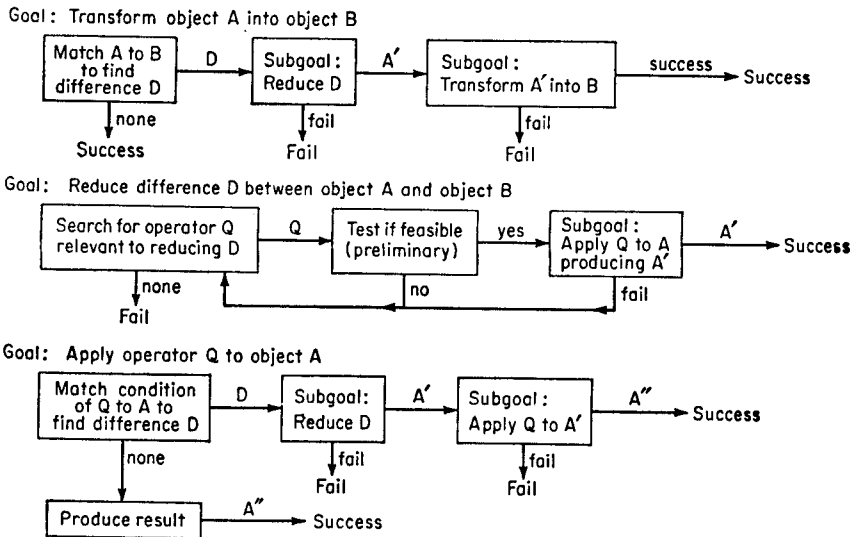 Goal: Transform object A into object B
Match A to B
to find
difference D
D
Subgoal:
Reduce D
A′
Subgoal:
Transform A′ into B
success
Success
none
Success
fail
Fail
fail
Fail
Goal: Reduce difference D between object A and object B
Search for operator Q
relevant to reducing D
Q
Test if feasible
(preliminary)
yes
Subgoal:
Apply Q to A
producing A′
A′
Success
none
Fail
no
fail
Goal: Apply operator Q to object A
Match condition
of Q to A to
find difference D
D
Subgoal:
Reduce D
A′
Subgoal:
Apply Q to A′
A″
Success
none
fail
Fail
fail
Fail
Produce result
A″
Success